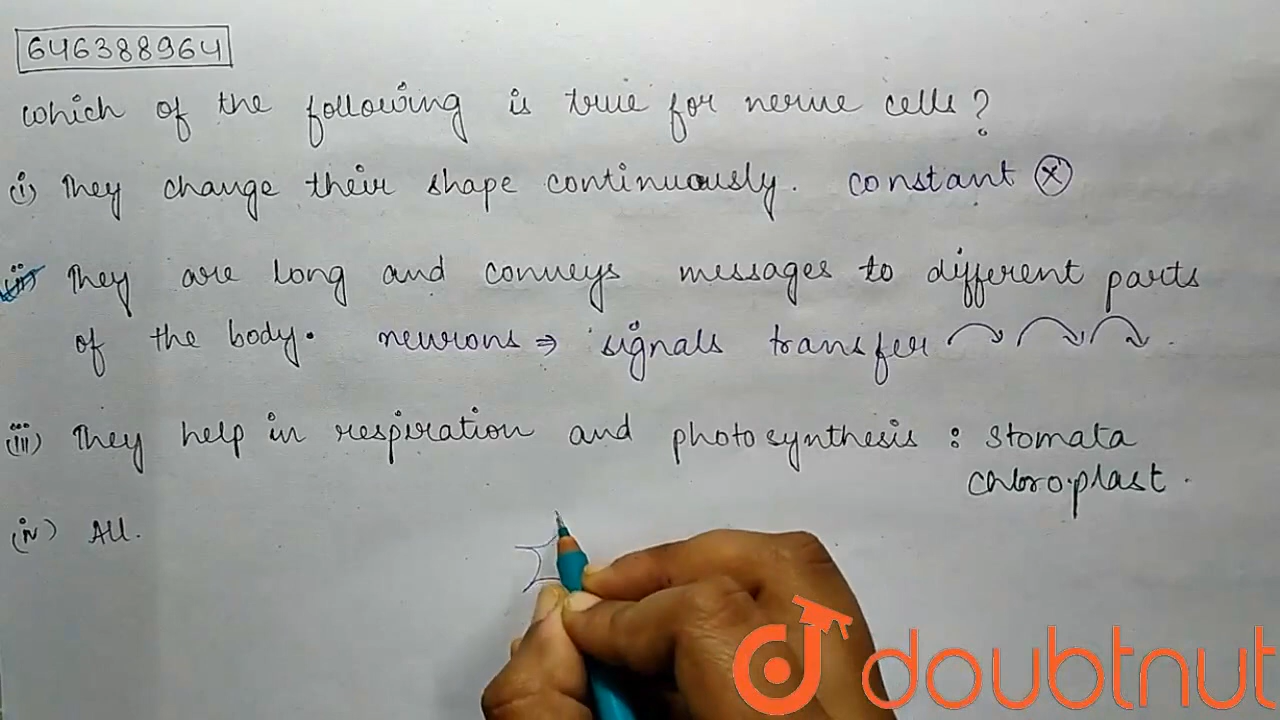 646388964
Which of the following is true for nerve cells?
(i) They change their shape continuously. constant ⓧ
(ii) They are long and conveys messages to different parts
of the body. neurons ⇒ signals transfer
(iii) They help in respiration and photosynthesis : stomata
chloroplast.
(iv) All.
doubtnut